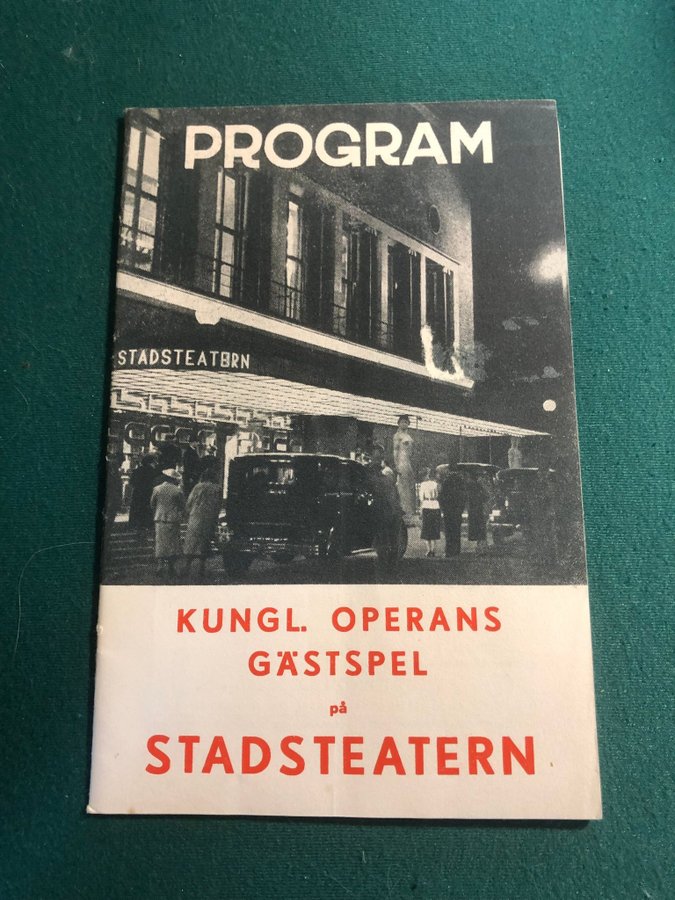 PROGRAM
STADSTEATERN
KUNGL. OPERANS
GÄSTSPEL
på
STADSTEATERN